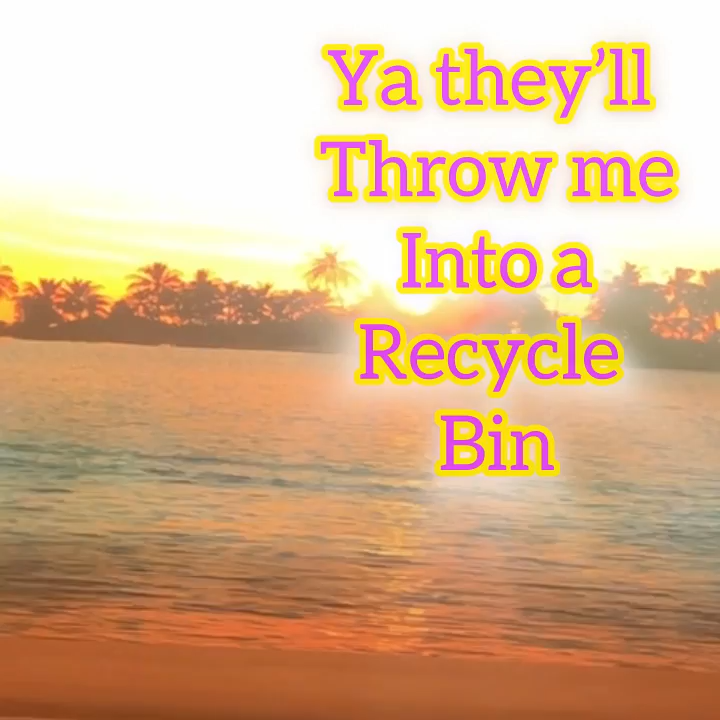 Ya they’ll
Throw me
Into a
Recycle
Bin